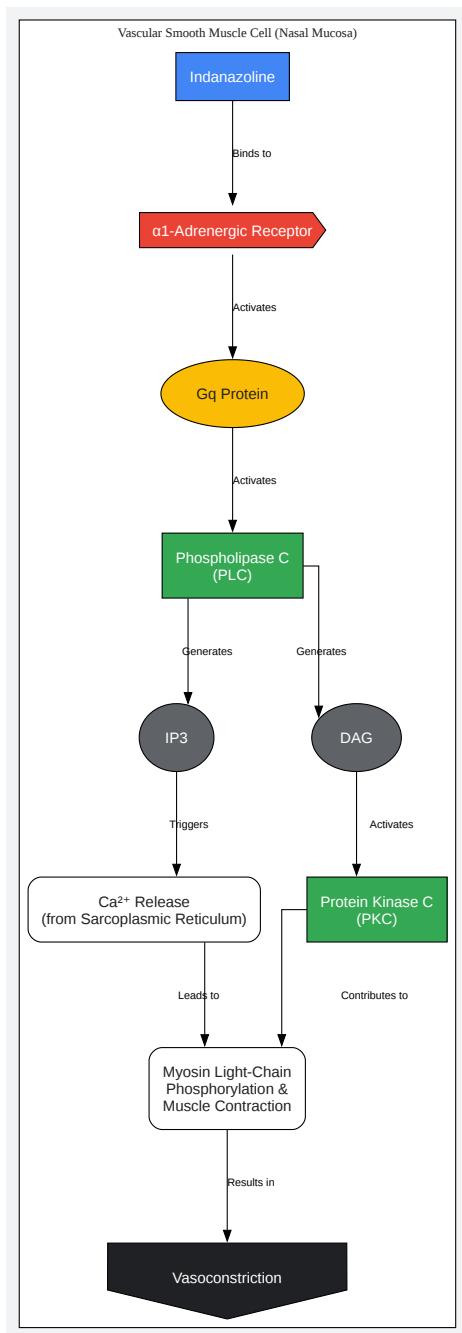 Vascular Smooth Muscle Cell (Nasal Mucosa)
Indanazoline
Binds to
α1-Adrenergic Receptor
Activates
Gq Protein
Activates
Phospholipase C
(PLC)
Generates
Generates
IP3
DAG
Triggers
Activates
Ca²⁺ Release
(from Sarcoplasmic Reticulum)
Protein Kinase C
(PKC)
Leads to
Contributes to
Myosin Light-Chain
Phosphorylation &
Muscle Contraction
Results in
Vasoconstriction